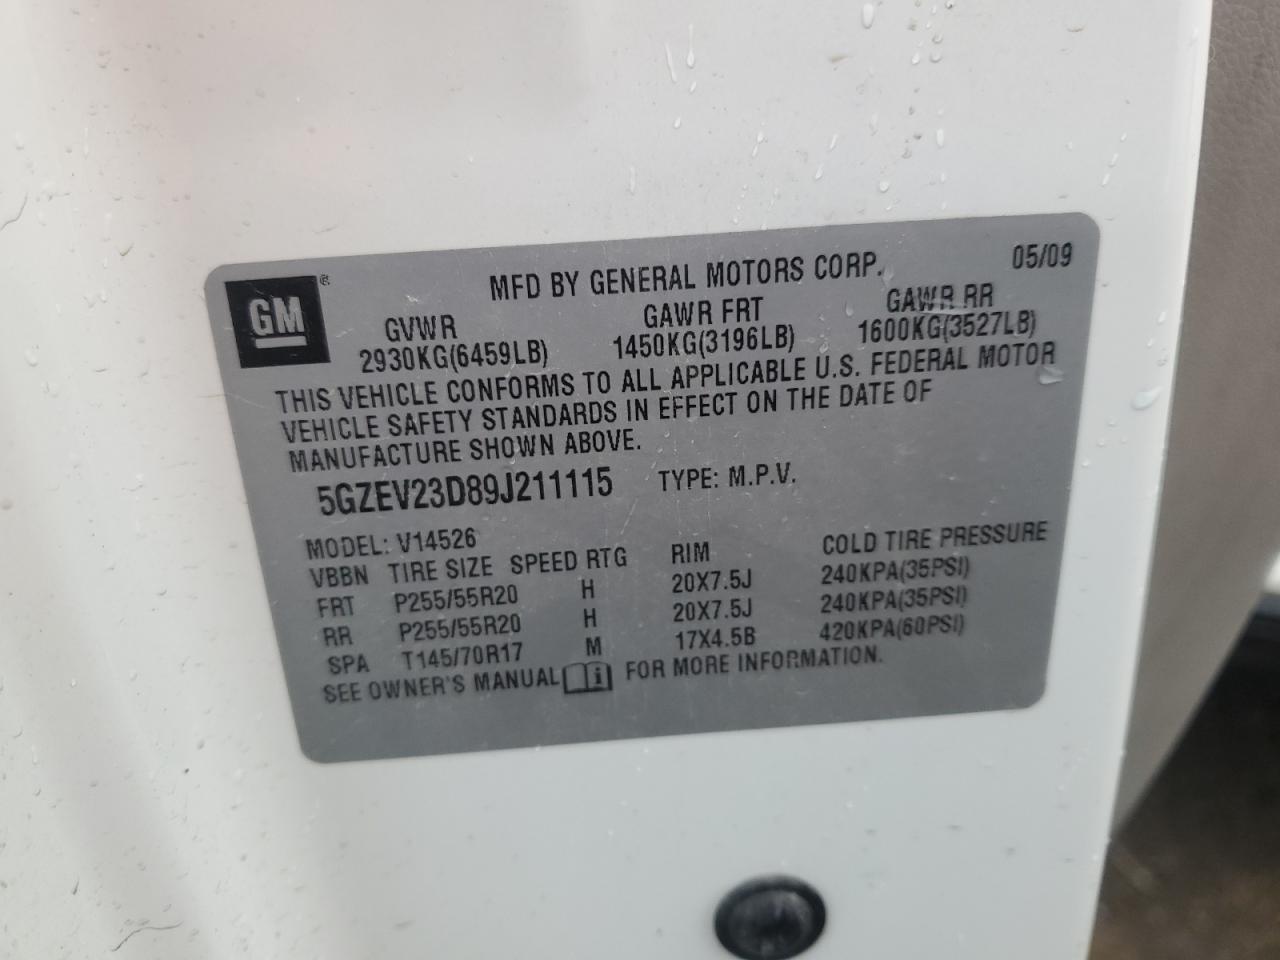 GM®
MFD BY GENERAL MOTORS CORP. 05/09
GVWR GAWR FRT GAWR RR
2930KG(6459LB) 1450KG(3196LB) 1600KG(3527LB)
THIS VEHICLE CONFORMS TO ALL APPLICABLE U.S. FEDERAL MOTOR
VEHICLE SAFETY STANDARDS IN EFFECT ON THE DATE OF
MANUFACTURE SHOWN ABOVE.
5GZEV23D89J211115 TYPE: M.P.V.
MODEL: V14526
VBBN TIRE SIZE SPEED RTG RIM COLD TIRE PRESSURE
FRT P255/55R20 H 20X7.5J 240KPA(35PSI)
RR P255/55R20 H 20X7.5J 240KPA(35PSI)
SPA T145/70R17 M 17X4.5B 420KPA(60PSI)
SEE OWNER'S MANUAL i FOR MORE INFORMATION.